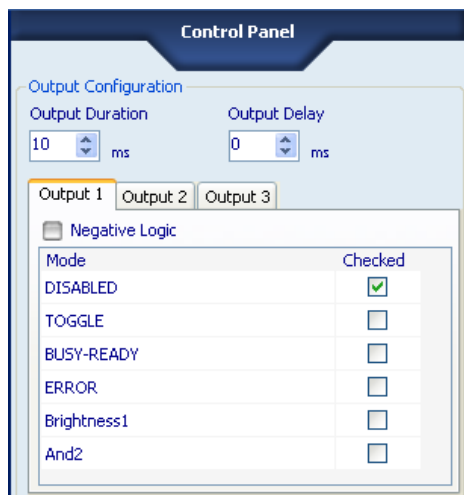 Control Panel
Output Configuration
Output Duration Output Delay
10 ms 0 ms
Output 1 Output 2 Output 3
Negative Logic
Mode Checked
DISABLED
TOGGLE
BUSY-READY
ERROR
Brightness1
And2